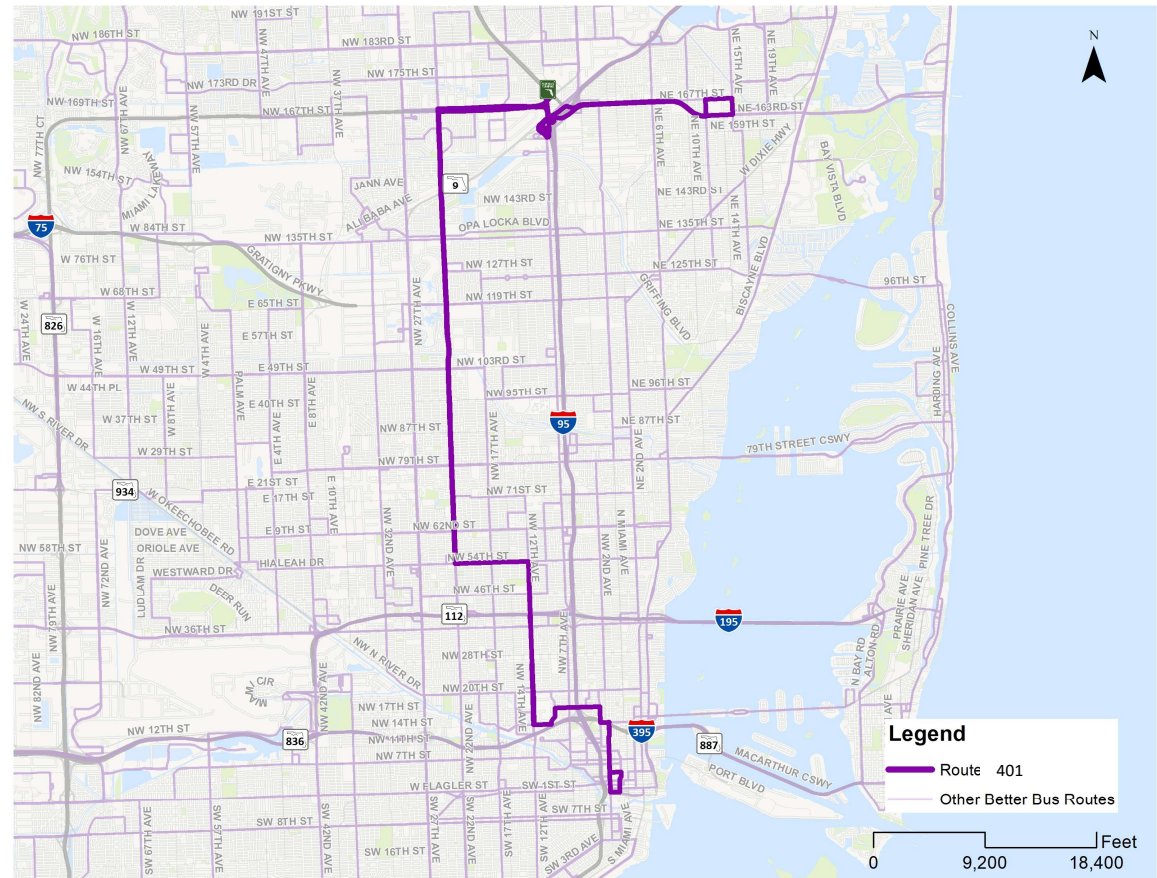 NW 191ST ST
NW 186TH ST
NW 183RD ST
NW 47TH AVE
NW 37TH AVE
NW 175TH ST
NW 173RD DR
NE 15TH AVE
NE 19TH AVE
N
NW 169TH ST
NW 67TH AVE
NW 57TH AVE
NW 167TH ST
NE 167TH ST
NE 163RD ST
NE 159TH ST
NW 77TH CT
NE 6TH AVE
NE 10TH AVE
W DIXIE HWY
BAY VISTA BLVD
NW 154TH ST
MIAMI LAKEWAY
JANN AVE
9
ALI BABA AVE
NW 143RD ST
NE 143RD ST
NE 14TH AVE
75
W 84TH ST
NW 135TH ST
OPA LOCKA BLVD
NE 135TH ST
W 76TH ST
GRATIGNY PKWY
NW 127TH ST
NE 125TH ST
BISCAYNE BLVD
96TH ST
W 68TH ST
E 65TH ST
NW 27TH AVE
NW 119TH ST
GRIFFING BLVD
COLLINS AVE
W 24TH AVE
826
W 16TH AVE
W 12TH AVE
W 4TH AVE
E 57TH ST
HARDING AVE
W 49TH ST
E 49TH ST
NW 103RD ST
W 44TH PL
W 8TH AVE
PALM AVE
E 8TH AVE
NW 95TH ST
NE 96TH ST
NW S RIVER DR
W 37TH ST
E 40TH ST
E 4TH AVE
NW 87TH ST
NW 17TH AVE
95
NE 87TH ST
W 29TH ST
NW 79TH ST
NE 2ND AVE
79TH STREET CSWY
934
W OKEECHOBEE RD
E 21ST ST
E 17TH ST
E 10TH AVE
NW 71ST ST
DOVE AVE
E 9TH ST
NW 32ND AVE
NW 62ND ST
NW 12TH AVE
N MIAMI AVE
NW 2ND AVE
PINE TREE DR
NW 58TH ST
NW 72ND AVE
ORIOLE AVE
HIALEAH DR
NW 54TH ST
WESTWARD DR
LUDLAM DR
DEER RUN
NW 46TH ST
PRAIRIE AVE
SHERIDAN AVE
NW 79TH AVE
NW 36TH ST
112
195
NW N RIVER DR
NW 28TH ST
NW 7TH AVE
N BAY RD
ALTON RD
NW 82ND AVE
CIR
NW 42ND AVE
NW 20TH ST
NW 14TH AVE
NW 17TH ST
NW 22ND AVE
NW 12TH ST
836
NW 14TH ST
NW 11TH ST
395
887
AVE
NW 7TH ST
MACARTHUR CSWY
PORT BLVD
W FLAGLER ST
SW 1ST ST
SW 67TH AVE
SW 57TH AVE
SW 8TH ST
SW 42ND AVE
SW 27TH AVE
SW 22ND AVE
SW 17TH AVE
SW 12TH AVE
SW 7TH ST
SW 16TH ST
SW 3RD AVE
S MIAMI AVE
Legend
Route 401
Other Better Bus Routes
Feet
0 9,200 18,400